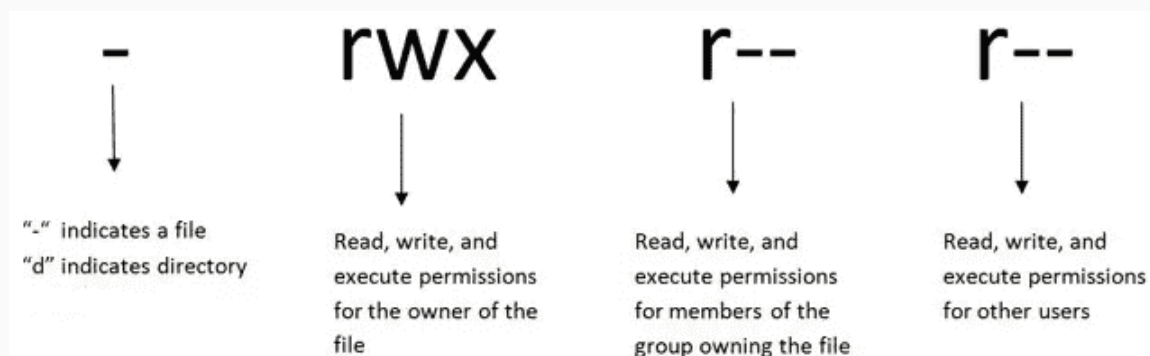 - rwx r-- r--
“-“ indicates a file
“d” indicates directory
Read, write, and
execute permissions
for the owner of the
file
Read, write, and
execute permissions
for members of the
group owning the file
Read, write, and
execute permissions
for other users